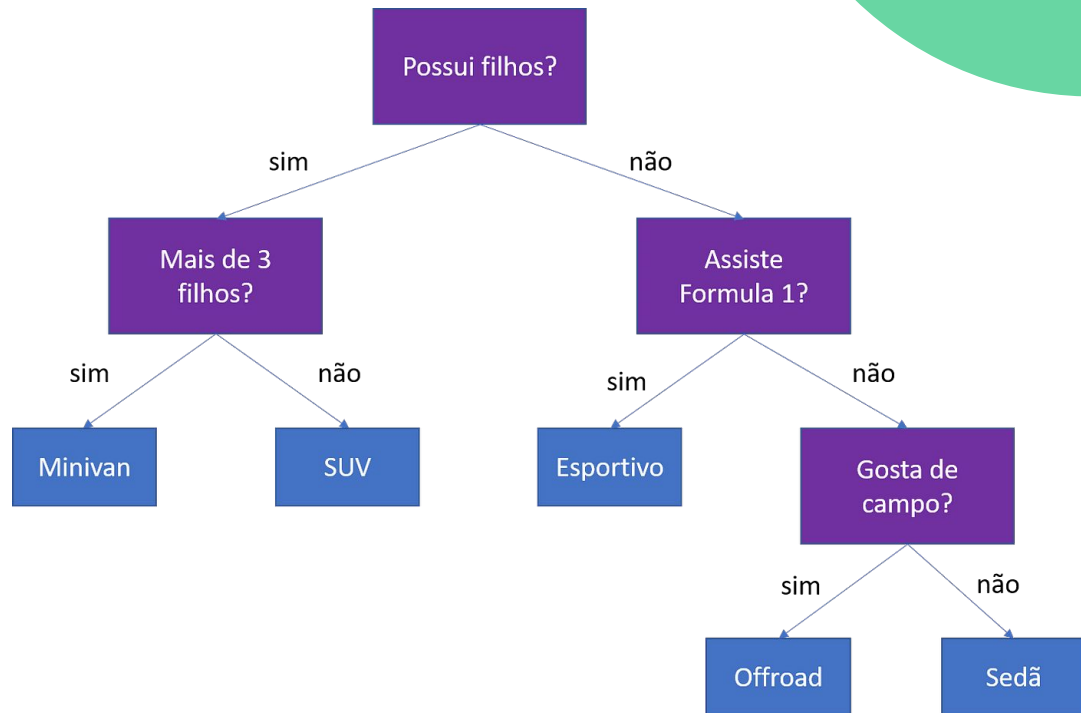 Possui filhos?
sim
não
Mais de 3
filhos?
Assiste
Formula 1?
sim
não
sim
não
Minivan
SUV
Esportivo
Gosta de
campo?
sim
não
Offroad
Sedã